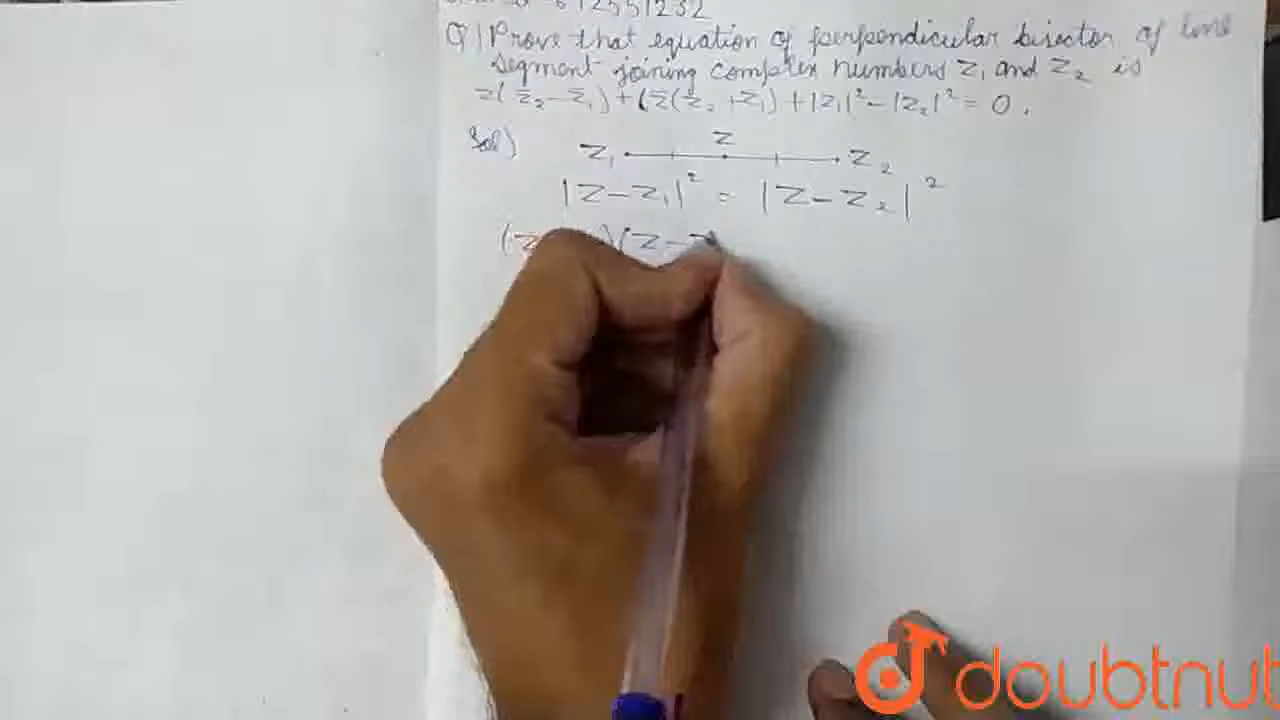 612551232
Q) Prove that equation of perpendicular bisector of line
segment joining complex numbers z₁ and z₂ is
z(z̄₂-z̄₁)+(z̄(z₂+z₁)+|z₁|²-|z₂|²=0.
Sol)
z
z₁ z₂
|z-z₁|² = |z-z₂|²
(z )(z-z
doubtnut